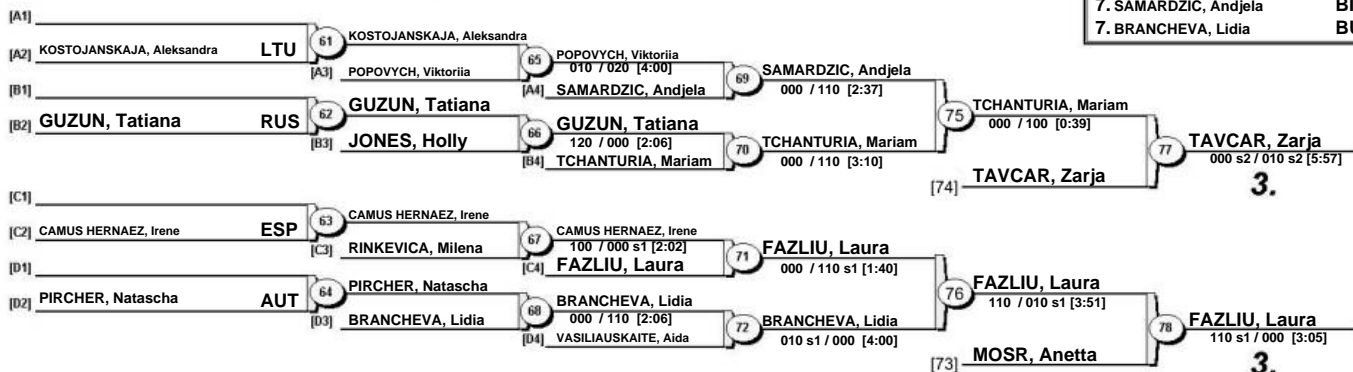 7. SAMARDZIC, Andjela
7. BRANCHEVA, Lidia
[A1]
[A2] KOSTOJANSKAJA, Aleksandra LTU
61
KOSTOJANSKAJA, Aleksandra
[A3] POPOVYCH, Viktoriia
65
POPOVYCH, Viktoriia
010 / 020 [4:00]
[A4] SAMARDZIC, Andjela
69
SAMARDZIC, Andjela
000 / 110 [2:37]
[B1]
[B2] GUZUN, Tatiana RUS
62
GUZUN, Tatiana
[B3] JONES, Holly
66
GUZUN, Tatiana
120 / 000 [2:06]
[B4] TCHANTURIA, Mariam
70
TCHANTURIA, Mariam
000 / 110 [3:10]
75
TCHANTURIA, Mariam
000 / 100 [0:39]
[74] TAVCAR, Zarja
77
TAVCAR, Zarja
000 s2 / 010 s2 [5:57]
3.
[C1]
[C2] CAMUS HERNAEZ, Irene ESP
63
CAMUS HERNAEZ, Irene
[C3] RINKEVICA, Milena
67
CAMUS HERNAEZ, Irene
100 / 000 s1 [2:02]
[C4] FAZLIU, Laura
71
FAZLIU, Laura
000 / 110 s1 [1:40]
[D1]
[D2] PIRCHER, Natascha AUT
64
PIRCHER, Natascha
[D3] BRANCHEVA, Lidia
68
BRANCHEVA, Lidia
000 / 110 [2:06]
[D4] VASILIAUSKAITE, Aida
72
BRANCHEVA, Lidia
010 s1 / 000 [4:00]
76
FAZLIU, Laura
110 / 010 s1 [3:51]
[73] MOSR, Anetta
78
FAZLIU, Laura
110 s1 / 000 [3:05]
3.